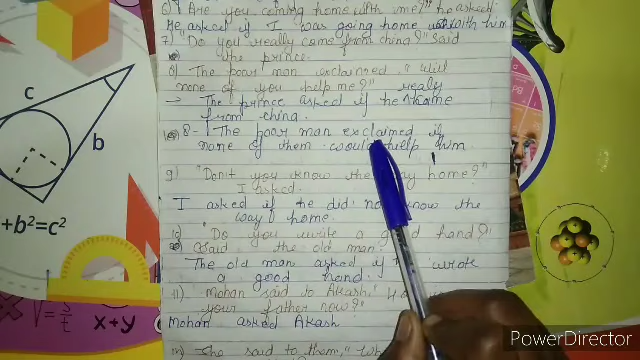 6) "Are you coming home with me?" he asked.
He asked if I was going home with him
7) "Do you really come from china?" Said
the prince.
8) The poor man exclaimed, "Will
none of you help me?" realy
→ The prince asked if he came
from china.
8- The poor man exclaimed if
none of them would help him
9) "Don't you know the way home?"
I asked.
I asked if he did not know the
way home.
10) "Do you write a good hand?"
Said the old man.
The old man asked if he wrote
a good hand.
11) Mohan said to Akash,
your father now?"
Mohan asked Akash
She said to them,
c
b
+b²=c²
V=
s
t
x+y
PowerDirector